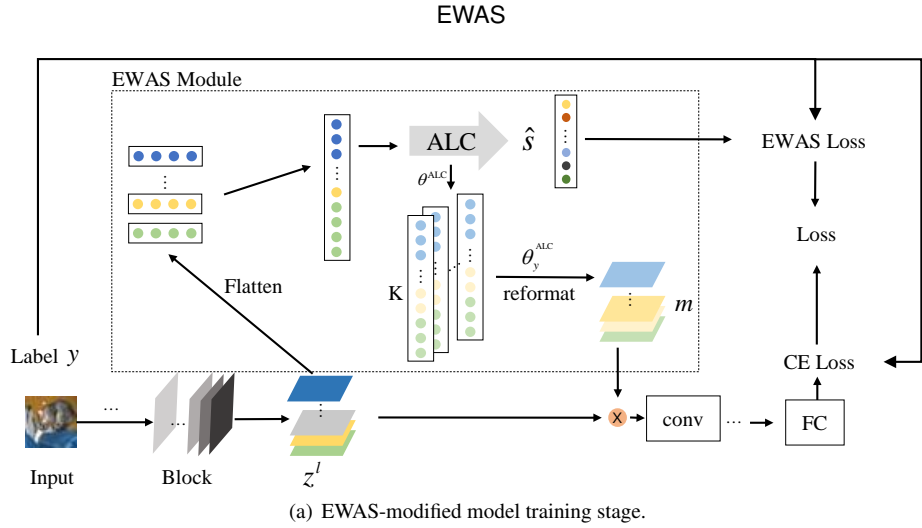 EWAS
EWAS Module
ALC
ŝ
EWAS Loss
θ^ALC
Loss
Flatten
K
θ_y^ALC
reformat
m
Label y
CE Loss
...
Input
Block
z^l
X
conv
...
FC
(a) EWAS-modified model training stage.